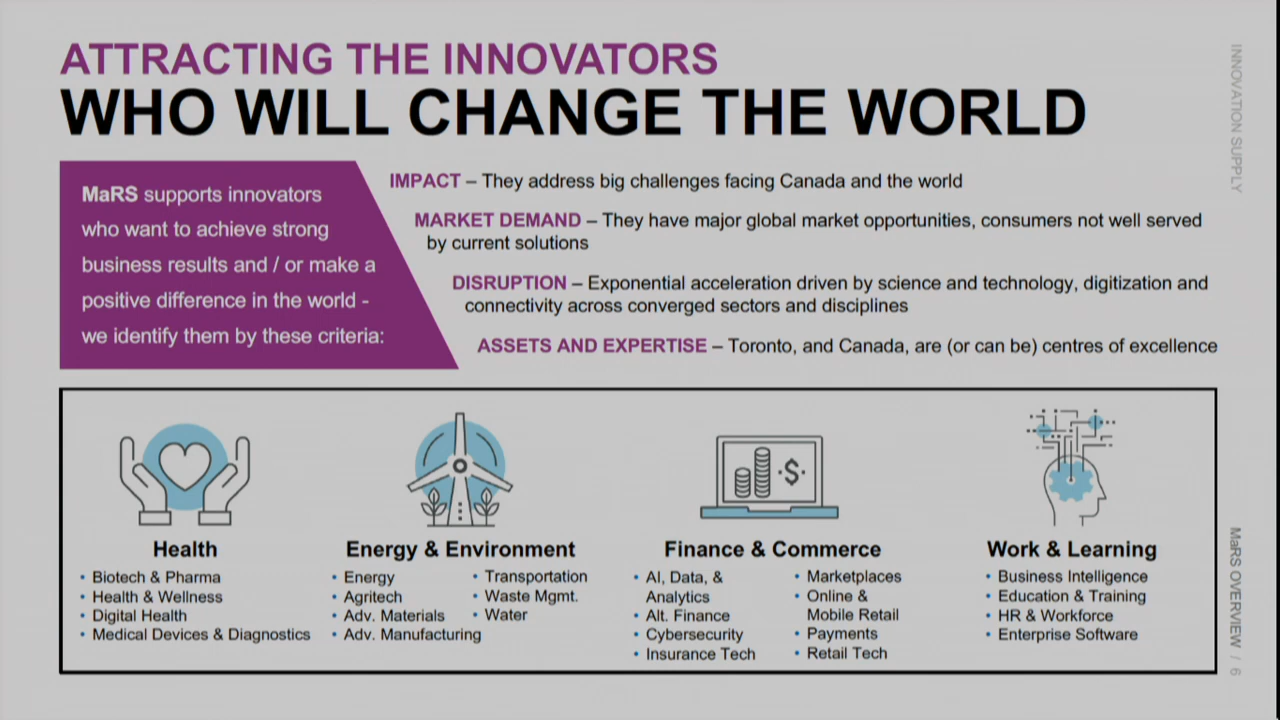 ATTRACTING THE INNOVATORS
WHO WILL CHANGE THE WORLD
INNOVATION SUPPLY
MaRS supports innovators
who want to achieve strong
business results and / or make a
positive difference in the world -
we identify them by these criteria:
IMPACT – They address big challenges facing Canada and the world
MARKET DEMAND – They have major global market opportunities, consumers not well served
by current solutions
DISRUPTION – Exponential acceleration driven by science and technology, digitization and
connectivity across converged sectors and disciplines
ASSETS AND EXPERTISE – Toronto, and Canada, are (or can be) centres of excellence
$
Health
• Biotech & Pharma
• Health & Wellness
• Digital Health
• Medical Devices & Diagnostics
Energy & Environment
• Energy
• Agritech
• Adv. Materials
• Adv. Manufacturing
• Transportation
• Waste Mgmt.
• Water
Finance & Commerce
• AI, Data, &
Analytics
• Alt. Finance
• Cybersecurity
• Insurance Tech
• Marketplaces
• Online &
Mobile Retail
• Payments
• Retail Tech
Work & Learning
• Business Intelligence
• Education & Training
• HR & Workforce
• Enterprise Software
MaRS OVERVIEW / 6